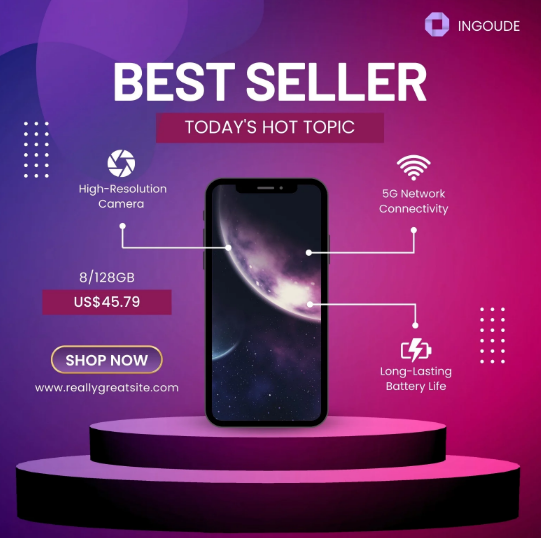 INGOUDE
BEST SELLER
TODAY'S HOT TOPIC
High-Resolution
Camera
5G Network
Connectivity
8/128GB
US$45.79
SHOP NOW
www.reallygreatsite.com
Long-Lasting
Battery Life